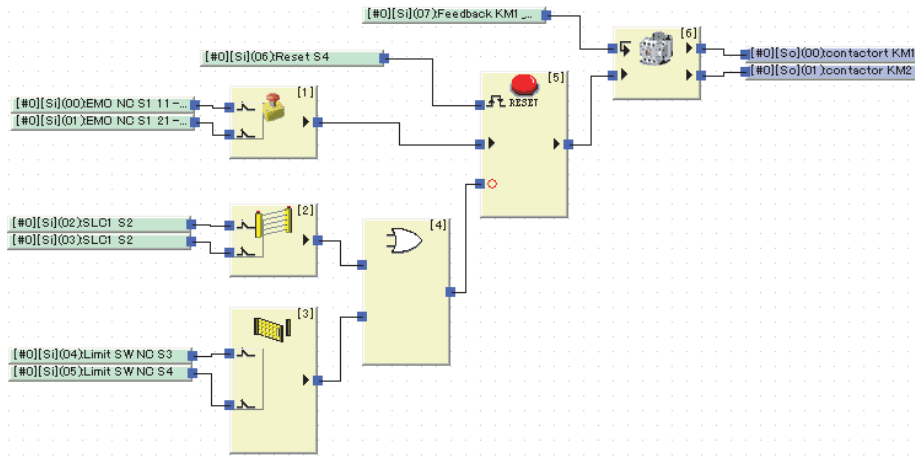 [#0][Si](07):Feedback KM1 _...
[6]
[#0][So](00):contactort KM1
[#0][So](01):contactor KM2
[#0][Si](06):Reset S4
[5]
RESET
[1]
[#0][Si](00):EMO NC S1 11-...
[#0][Si](01):EMO NC S1 21-...
[2]
[#0][Si](02):SLC1 S2
[#0][Si](03):SLC1 S2
[4]
[3]
[#0][Si](04):Limit SW NC S3
[#0][Si](05):Limit SW NC S4